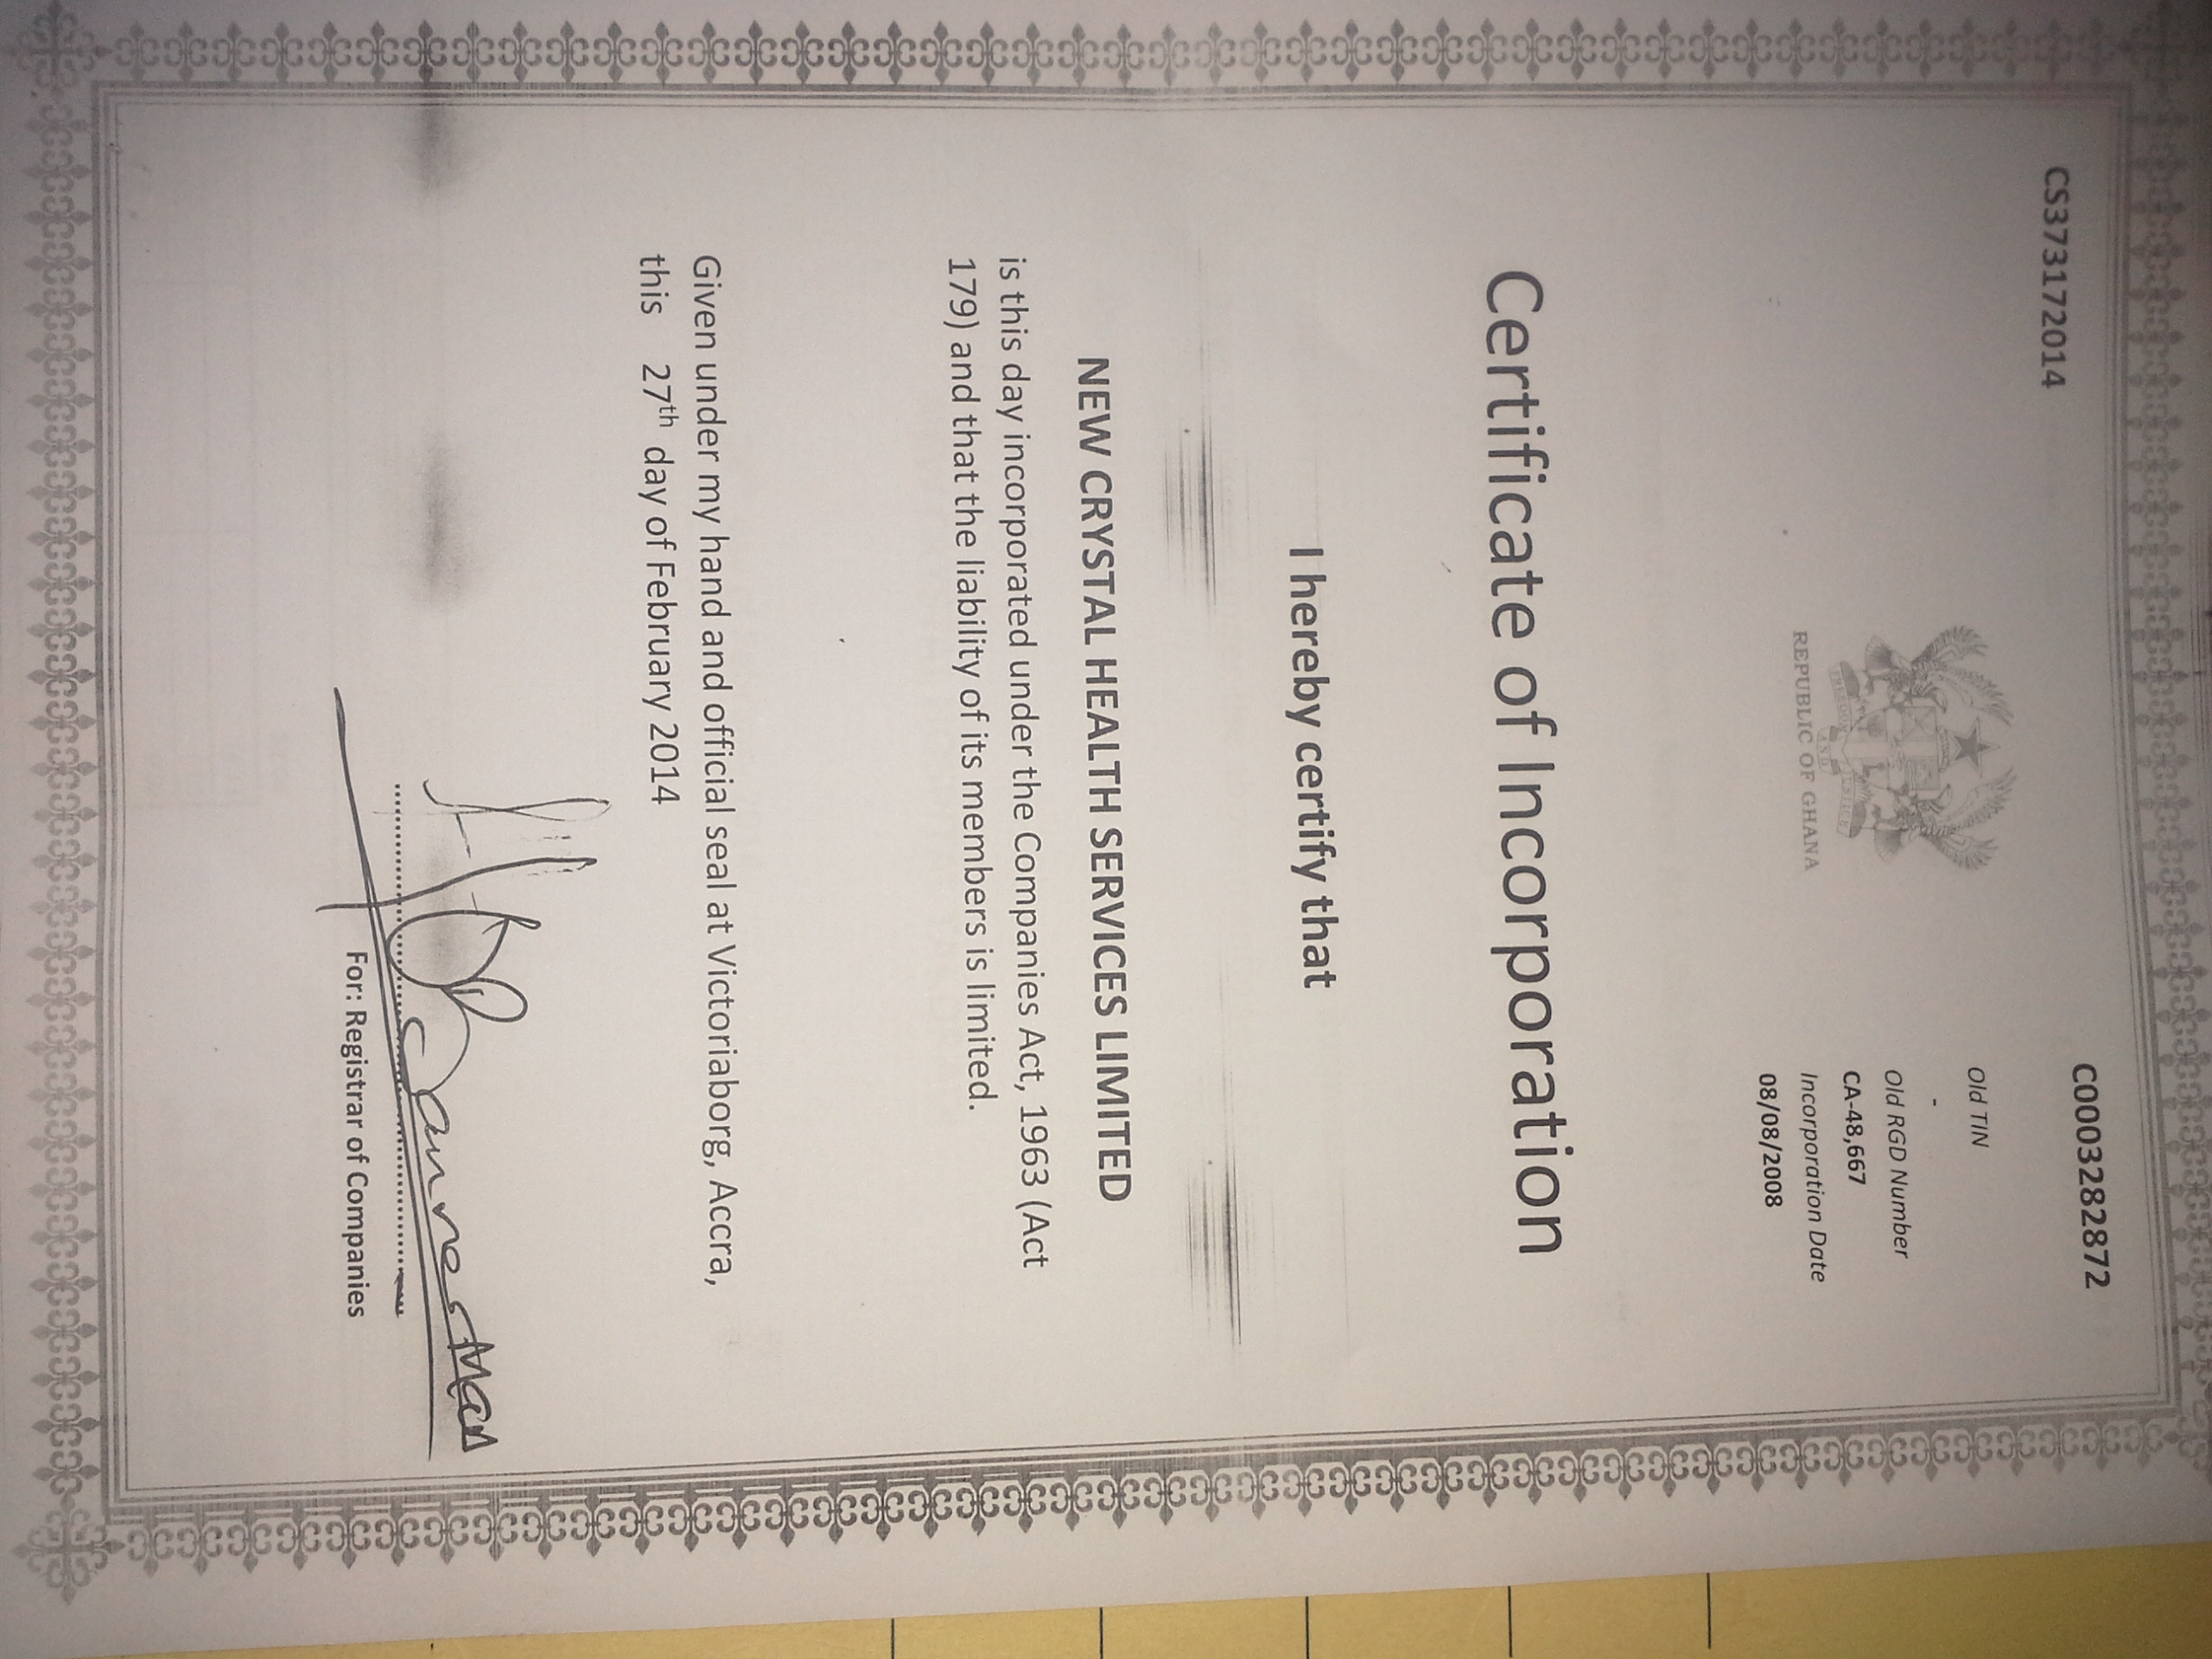 CS373172014
C0003282872
Old TIN
-
Old RGD Number
CA-48,667
Incorporation Date
08/08/2008
REPUBLIC OF GHANA
Certificate of Incorporation
I hereby certify that
NEW CRYSTAL HEALTH SERVICES LIMITED
is this day incorporated under the Companies Act, 1963 (Act
179) and that the liability of its members is limited.
Given under my hand and official seal at Victoriaborg, Accra,
this 27th day of February 2014
For: Registrar of Companies